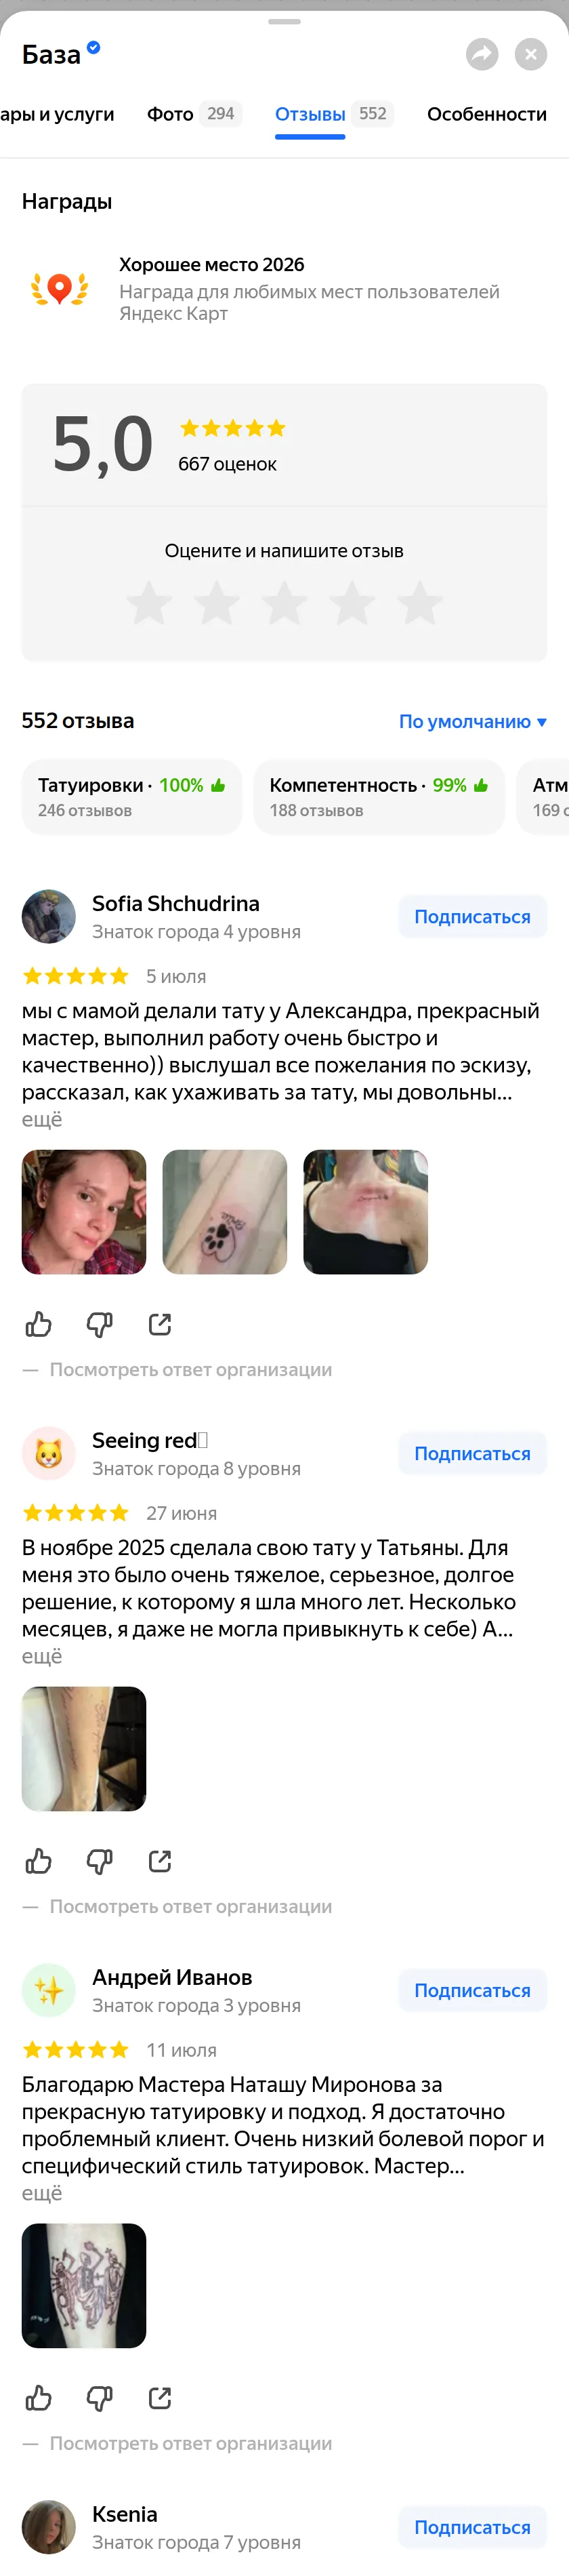 База
ары и услуги
Фото 294
Отзывы 552
Особенности
Награды
Хорошее место 2026
Награда для любимых мест пользователей
Яндекс Карт
5,0
667 оценок
Оцените и напишите отзыв
552 отзыва
По умолчанию
Татуировки · 100%
246 отзывов
Компетентность · 99%
188 отзывов
Атм
169 о
Sofia Shchudrina
Знаток города 4 уровня
Подписаться
5 июля
мы с мамой делали тату у Александра, прекрасный
мастер, выполнил работу очень быстро и
качественно)) выслушал все пожелания по эскизу,
рассказал, как ухаживать за тату, мы довольны...
ещё
Посмотреть ответ организации
Seeing red
Знаток города 8 уровня
Подписаться
27 июня
В ноябре 2025 сделала свою тату у Татьяны. Для
меня это было очень тяжелое, серьезное, долгое
решение, к которому я шла много лет. Несколько
месяцев, я даже не могла привыкнуть к себе) А...
ещё
Посмотреть ответ организации
Андрей Иванов
Знаток города 3 уровня
Подписаться
11 июля
Благодарю Мастера Наташу Миронова за
прекрасную татуировку и подход. Я достаточно
проблемный клиент. Очень низкий болевой порог и
специфический стиль татуировок. Мастер...
ещё
Посмотреть ответ организации
Ksenia
Знаток города 7 уровня
Подписаться